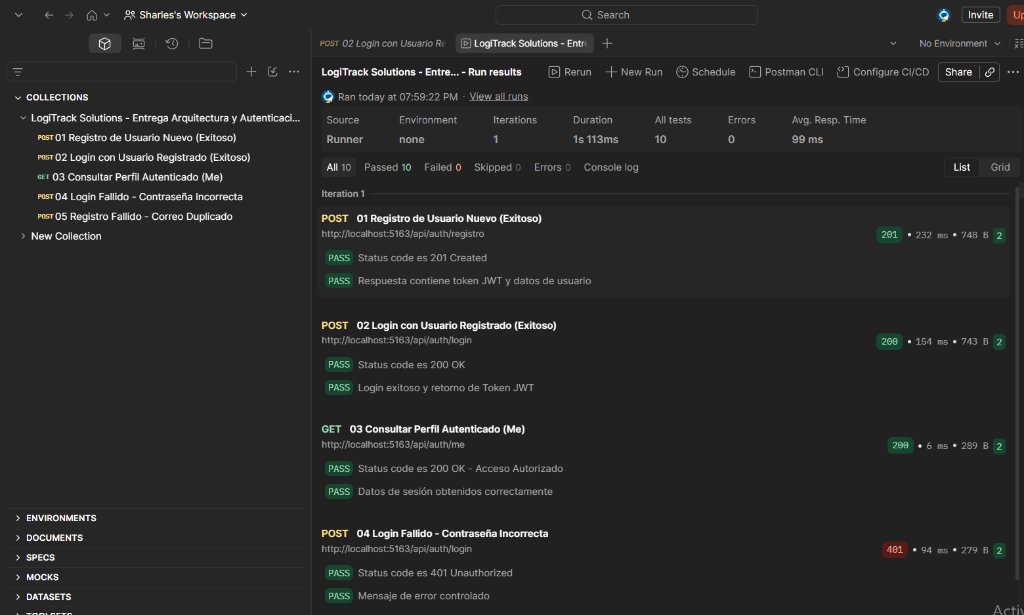 Sharles's Workspace
Search
Invite
Up
POST 02 Login con Usuario Re
LogiTrack Solutions - Entre
No Environment
LogiTrack Solutions - Entre... - Run results
Rerun
New Run
Schedule
Postman CLI
Configure CI/CD
Share
Ran today at 07:59:22 PM · View all runs
Source Environment Iterations Duration All tests Errors Avg. Resp. Time
Runner none 1 1s 113ms 10 0 99 ms
All 10 Passed 10 Failed 0 Skipped 0 Errors 0 Console log
List Grid
COLLECTIONS
LogiTrack Solutions - Entrega Arquitectura y Autenticaci...
POST 01 Registro de Usuario Nuevo (Exitoso)
POST 02 Login con Usuario Registrado (Exitoso)
GET 03 Consultar Perfil Autenticado (Me)
POST 04 Login Fallido - Contraseña Incorrecta
POST 05 Registro Fallido - Correo Duplicado
New Collection
ENVIRONMENTS
DOCUMENTS
SPECS
MOCKS
DATASETS
TOOLSETS
Iteration 1
POST 01 Registro de Usuario Nuevo (Exitoso)
http://localhost:5163/api/auth/registro
201 • 232 ms • 748 B 2
PASS Status code es 201 Created
PASS Respuesta contiene token JWT y datos de usuario
POST 02 Login con Usuario Registrado (Exitoso)
http://localhost:5163/api/auth/login
200 • 154 ms • 743 B 2
PASS Status code es 200 OK
PASS Login exitoso y retorno de Token JWT
GET 03 Consultar Perfil Autenticado (Me)
http://localhost:5163/api/auth/me
200 • 6 ms • 289 B 2
PASS Status code es 200 OK - Acceso Autorizado
PASS Datos de sesión obtenidos correctamente
POST 04 Login Fallido - Contraseña Incorrecta
http://localhost:5163/api/auth/login
401 • 94 ms • 279 B 2
PASS Status code es 401 Unauthorized
PASS Mensaje de error controlado
Activ